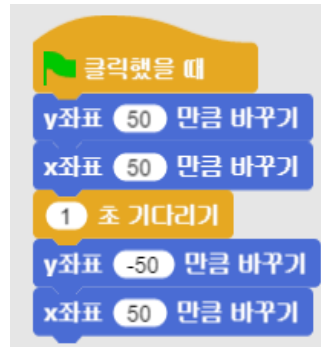 클릭했을 때
y좌표 50 만큼 바꾸기
x좌표 50 만큼 바꾸기
1 초 기다리기
y좌표 -50 만큼 바꾸기
x좌표 50 만큼 바꾸기